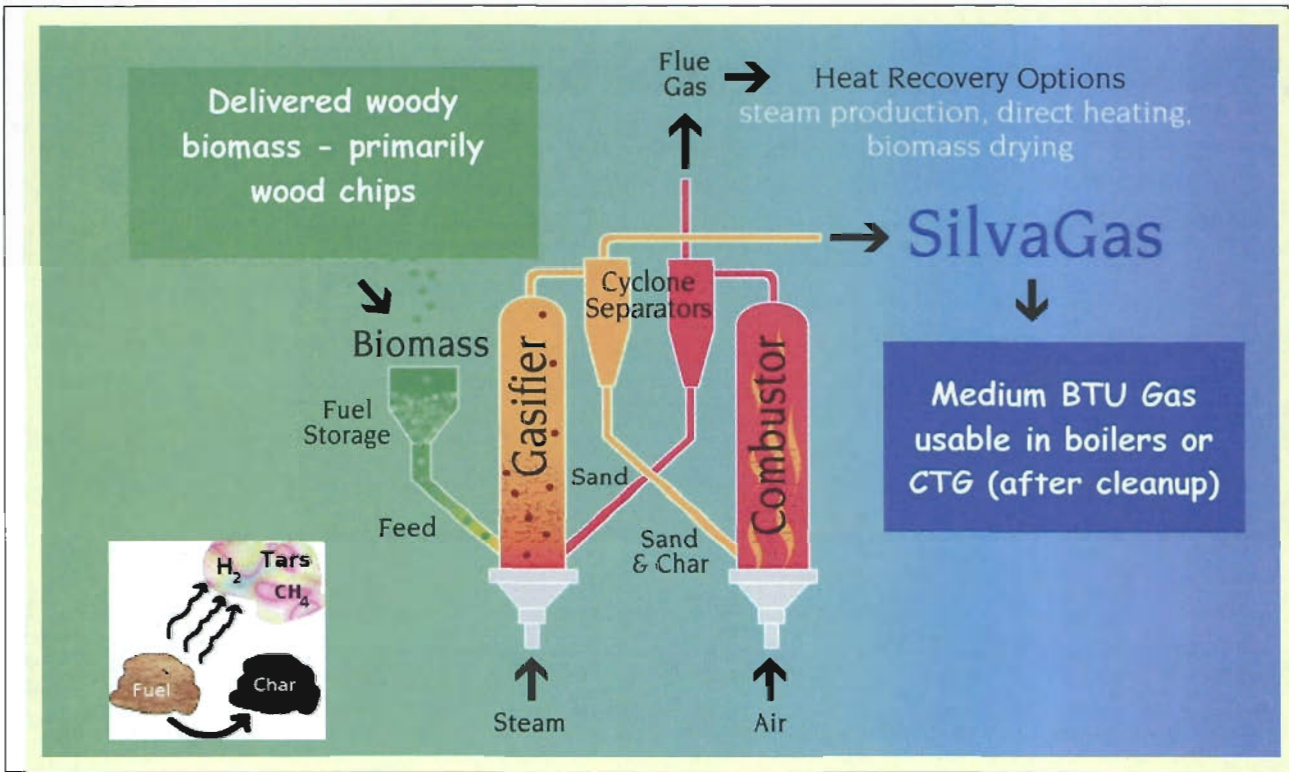 Delivered woody
biomass - primarily
wood chips
Flue
Gas
Heat Recovery Options
steam production, direct heating,
biomass drying
SilvaGas
Cyclone
Separators
Biomass
Fuel
Storage
Gasifier
Combustor
Medium BTU Gas
usable in boilers or
CTG (after cleanup)
Sand
Feed
Sand
& Char
H2
Tars
CH4
Fuel
Char
Steam
Air